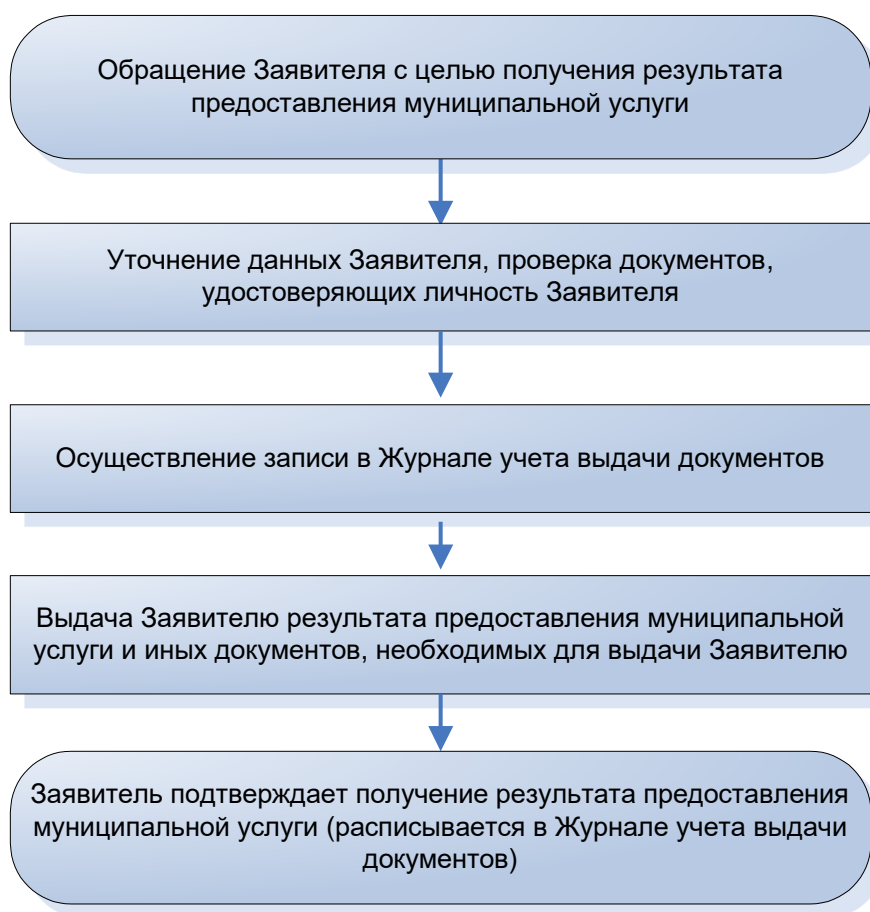 Обращение Заявителя с целью получения результата
предоставления муниципальной услуги
Уточнение данных Заявителя, проверка документов,
удостоверяющих личность Заявителя
Осуществление записи в Журнале учета выдачи документов
Выдача Заявителю результата предоставления муниципальной
услуги и иных документов, необходимых для выдачи Заявителю
Заявитель подтверждает получение результата предоставления
муниципальной услуги (расписывается в Журнале учета выдачи
документов)